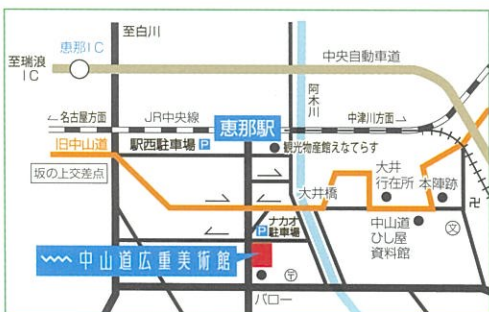 至白川
恵那IC
至瑞浪
IC
中央自動車道
阿木川
←名古屋方面
JR中央線
恵那駅
中津川方面→
旧中山道
駅西駐車場 P
観光物産館えなてらす
坂の上交差点
大井橋
大井
行在所
本陣跡
卍
ナカオ
P 駐車場
中山道
ひし屋
資料館
文
中山道広重美術館
〒
バロー